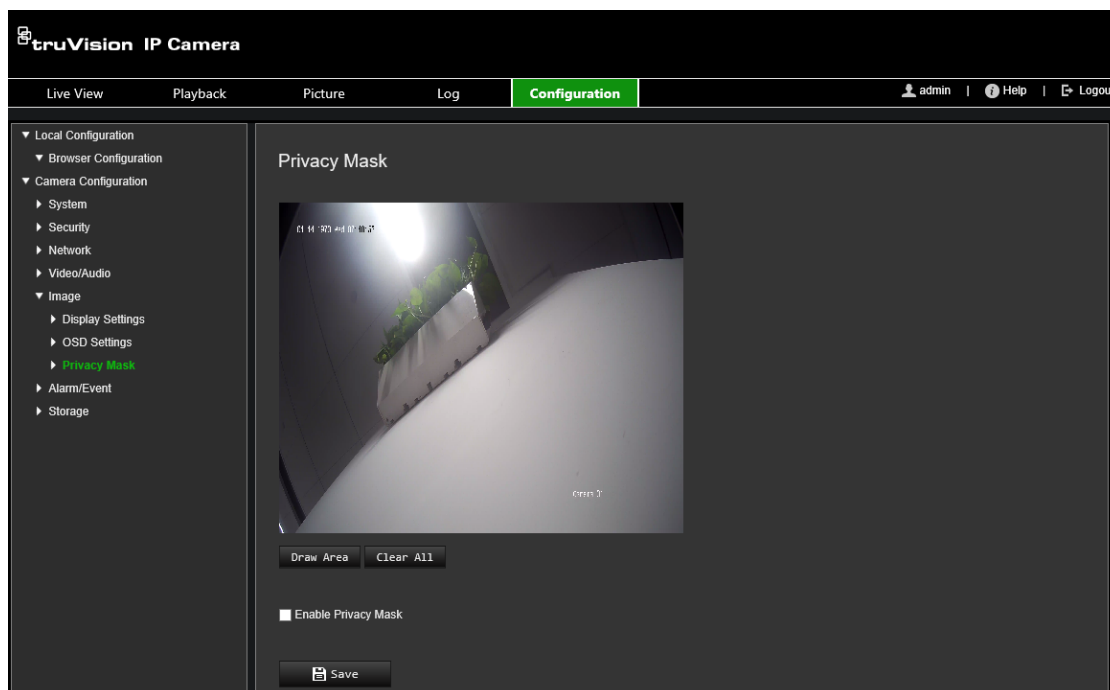 truVision IP Camera
Live View Playback Picture Log Configuration admin | Help | Logou
Local Configuration
Browser Configuration
Camera Configuration
System
Security
Network
Video/Audio
Image
Display Settings
OSD Settings
Privacy Mask
Alarm/Event
Storage
Privacy Mask
Draw Area Clear All
Enable Privacy Mask
Save